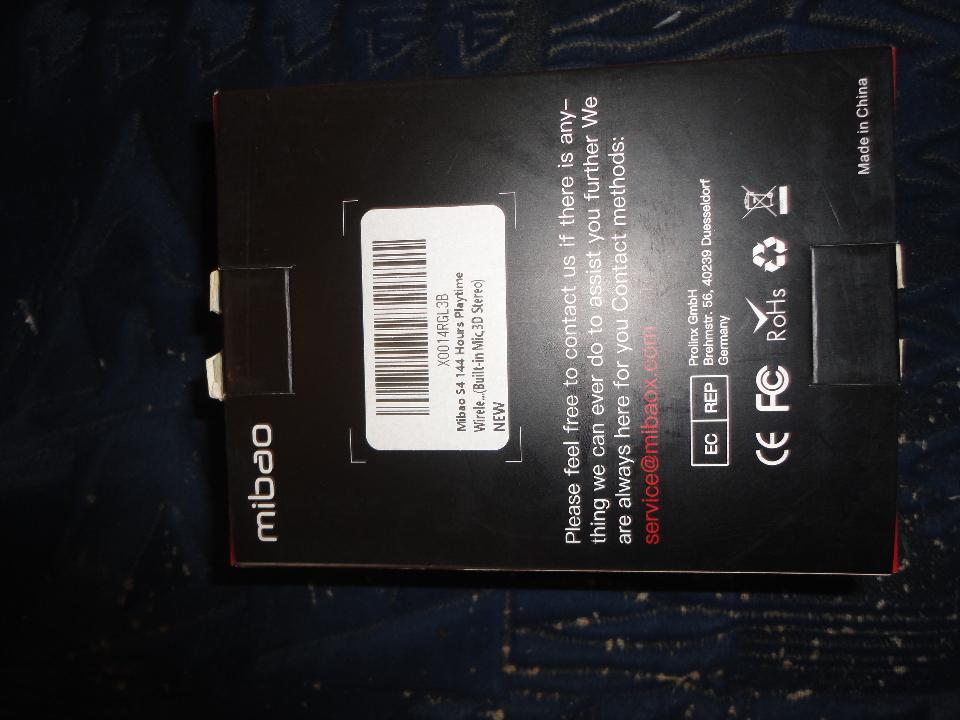 mibao
X0014RGL3B
Mibao S4 144 Hours Playtime
Wirele...(Built-in Mic,3D Stereo)
NEW
Please feel free to contact us if there is any-
thing we can ever do to assist you further We
are always here for you Contact methods:
service@mibaox.com
EC REP
Prolinx GmbH
Brehmstr. 56, 40239 Duesseldorf
Germany
CE FC RoHs
Made in China